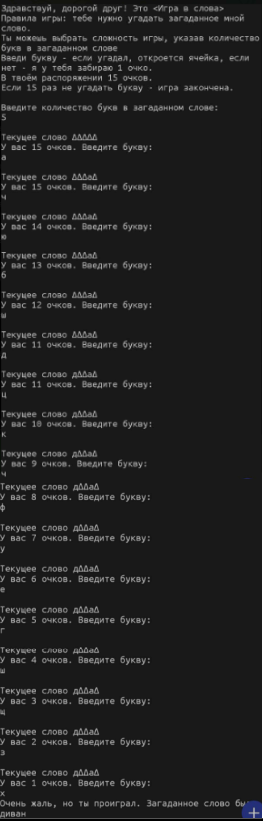 Здравствуй, дорогой друг! Это <Игра в слова>
Правила игры: тебе нужно угадать загаданное мной
слово.
Ты можешь выбрать сложность игры, указав количество
букв в загаданном слове
Введи букву - если угадал, откроется ячейка, если
нет - я у тебя забираю 1 очко.
В твоём распоряжении 15 очков.
Если 15 раз не угадать букву - игра закончена.
Введите количество букв в загаданном слове:
5
Текущее слово ΔΔΔΔΔ
У вас 15 очков. Введите букву:
а
Текущее слово ΔΔΔаΔ
У вас 15 очков. Введите букву:
ч
Текущее слово ΔΔΔаΔ
У вас 14 очков. Введите букву:
ю
Текущее слово ΔΔΔаΔ
У вас 13 очков. Введите букву:
б
Текущее слово ΔΔΔаΔ
У вас 12 очков. Введите букву:
ш
Текущее слово ΔΔΔаΔ
У вас 11 очков. Введите букву:
д
Текущее слово дΔΔаΔ
У вас 11 очков. Введите букву:
ц
Текущее слово дΔΔаΔ
У вас 10 очков. Введите букву:
к
Текущее слово дΔΔаΔ
У вас 9 очков. Введите букву:
ч
Текущее слово дΔΔаΔ
У вас 8 очков. Введите букву:
ф
Текущее слово дΔΔаΔ
У вас 7 очков. Введите букву:
у
Текущее слово дΔΔаΔ
У вас 6 очков. Введите букву:
е
Текущее слово дΔΔаΔ
У вас 5 очков. Введите букву:
г
Текущее слово дΔΔаΔ
У вас 4 очков. Введите букву:
ш
Текущее слово дΔΔаΔ
У вас 3 очков. Введите букву:
щ
Текущее слово дΔΔаΔ
У вас 2 очков. Введите букву:
з
Текущее слово дΔΔаΔ
У вас 1 очков. Введите букву:
х
Очень жаль, но ты проиграл. Загаданное слово бы
диван